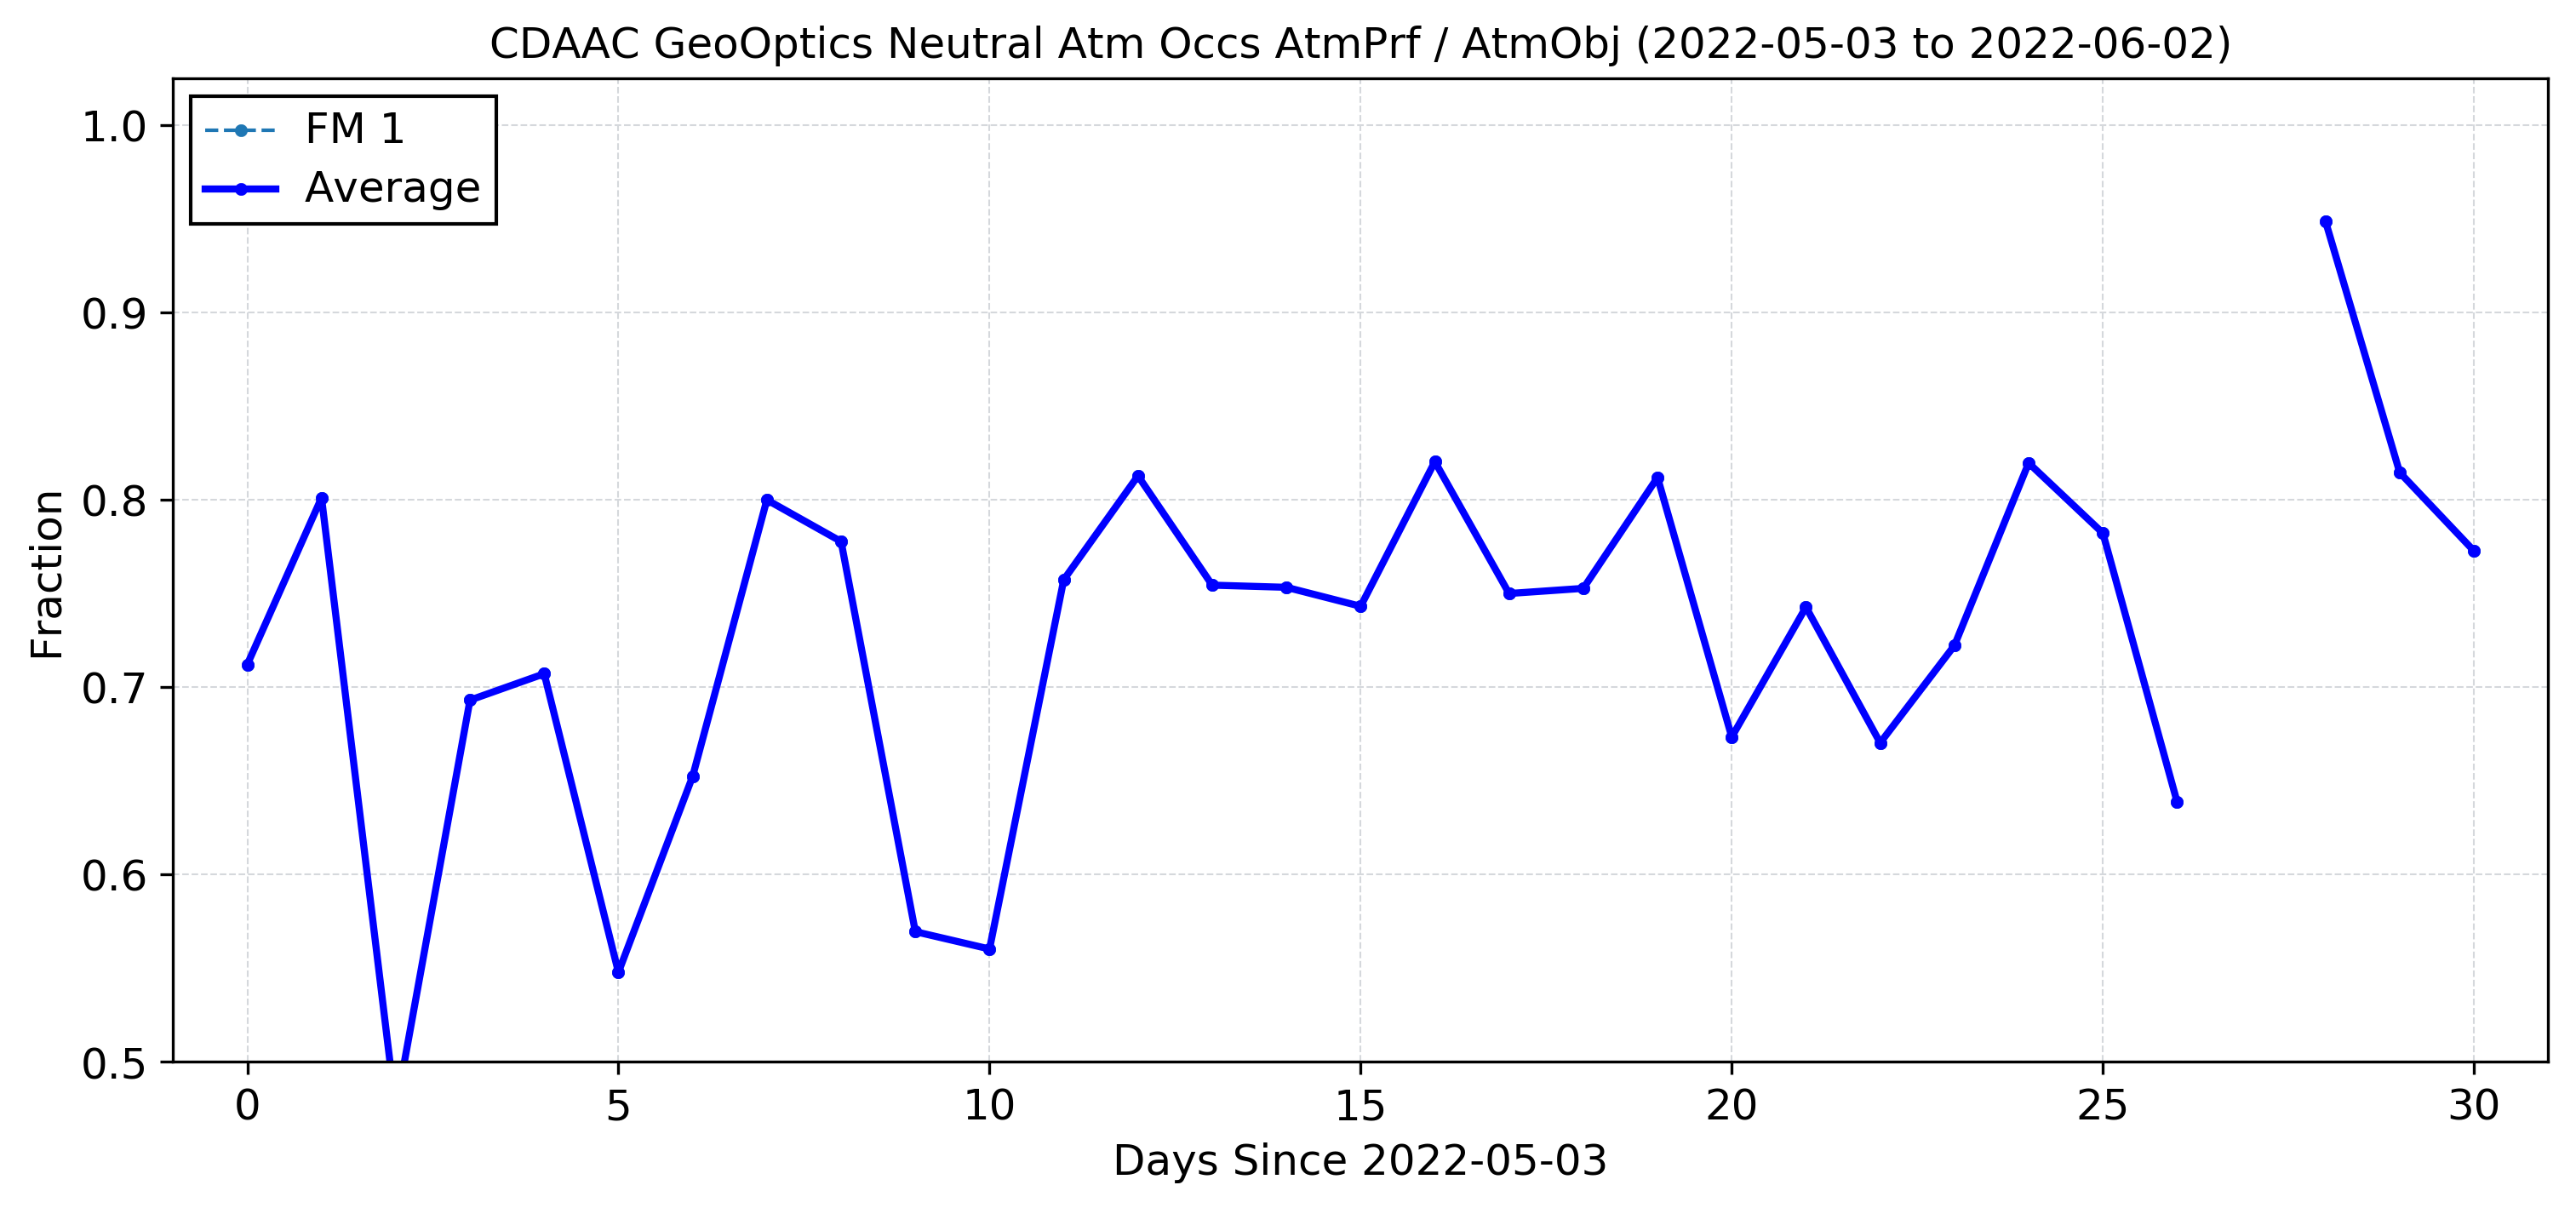 CDAAC GeoOptics Neutral Atm Occs AtmPrf / AtmObj (2022-05-03 to 2022-06-02)
FM 1
Average
1.0
0.9
0.8
0.7
0.6
0.5
Fraction
0 5 10 15 20 25 30
Days Since 2022-05-03